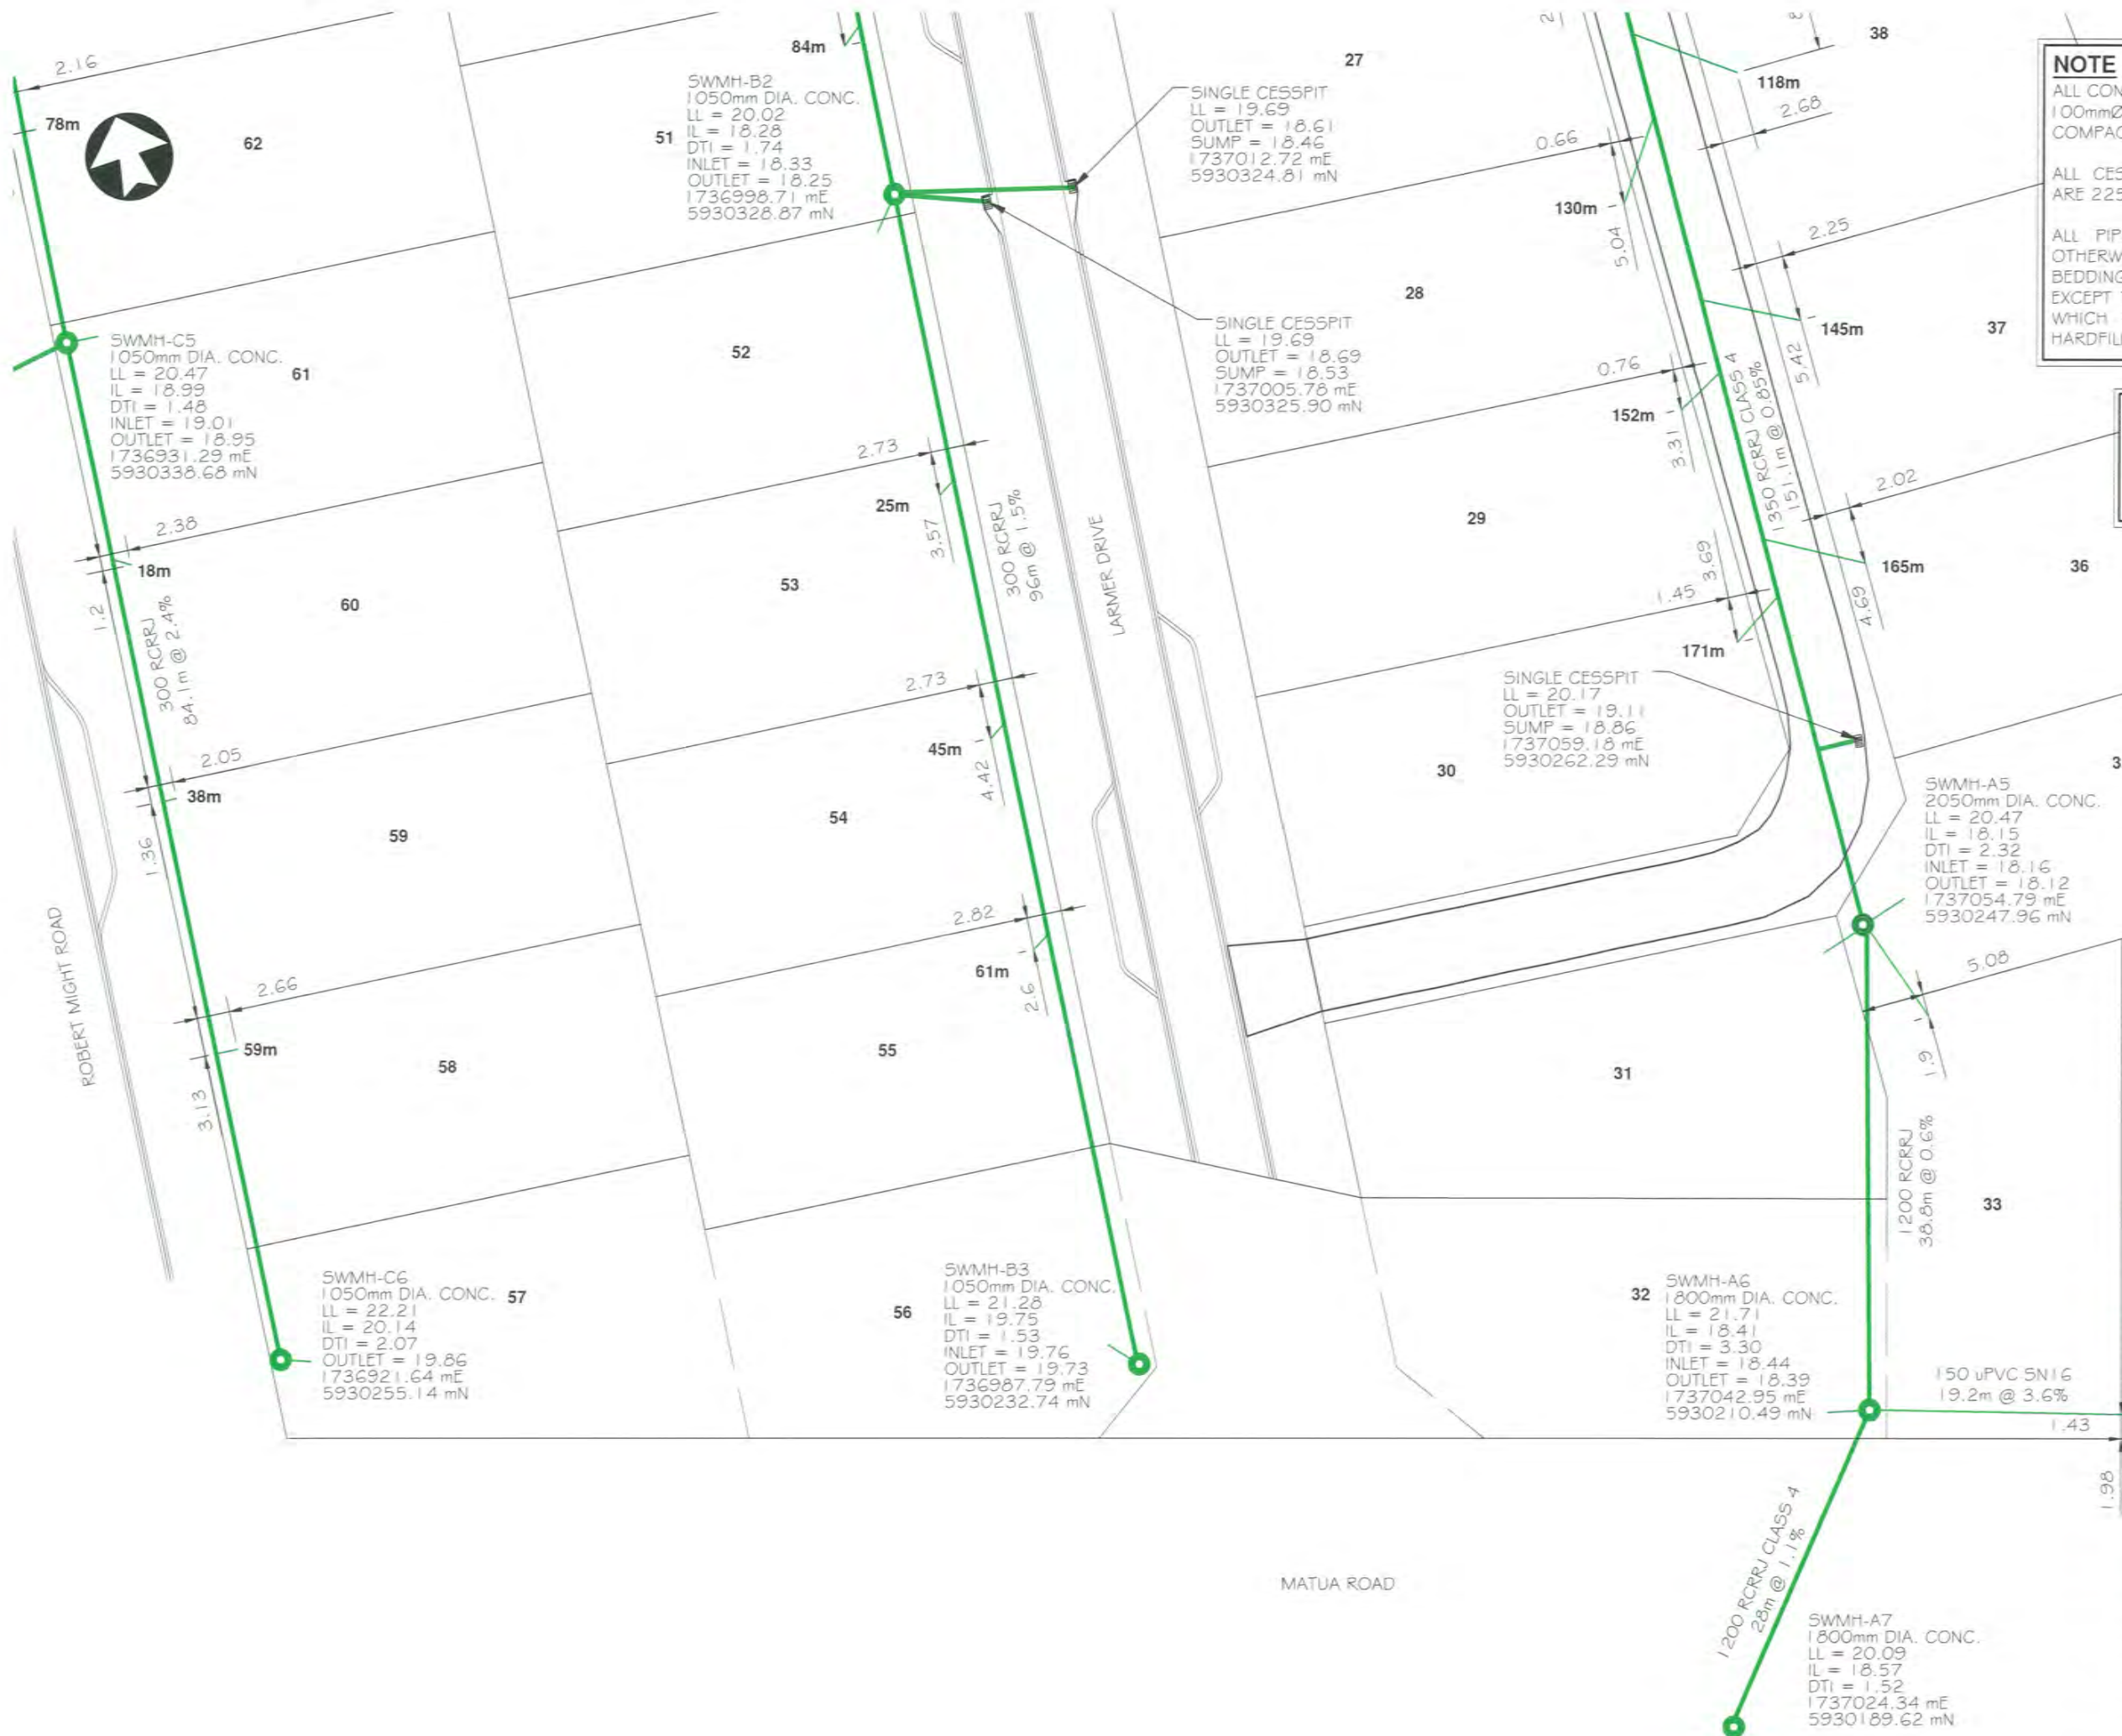 2.16
78m
62
84m
SWMH-B2
1050mm DIA. CONC.
LL = 20.02
IL = 18.28
DTI = 1.74
INLET = 18.33
OUTLET = 18.25
1736998.71 mE
5930328.87 mN
51
SINGLE CESSPIT
LL = 19.69
OUTLET = 18.61
SUMP = 18.46
1737012.72 mE
5930324.81 mN
27
38
118m
2.68
NOTE
0.66
130m
5.04
2.25
28
145m
5.42
37
SINGLE CESSPIT
LL = 19.69
OUTLET = 18.69
SUMP = 18.53
1737005.78 mE
5930325.90 mN
SWMH-C5
1050mm DIA. CONC.
LL = 20.47
IL = 18.99
DTI = 1.48
INLET = 19.01
OUTLET = 18.95
1736931.29 mE
5930338.68 mN
61
52
0.76
152m
3.31
1350 RCRRJ CLASS 4
151.1m @ 0.85%
2.73
25m
3.57
300 RCRRJ
96m @ 1.5%
LARMER DRIVE
2.02
165m
4.69
36
29
3.69
1.45
171m
2.38
18m
1.2
300 RCRRJ
84.1m @ 2.4%
60
53
2.73
45m
4.42
SINGLE CESSPIT
LL = 20.17
OUTLET = 19.11
SUMP = 18.86
1737059.18 mE
5930262.29 mN
30
2.05
38m
1.36
59
54
SWMH-A5
2050mm DIA. CONC.
LL = 20.47
IL = 18.15
DTI = 2.32
INLET = 18.16
OUTLET = 18.12
1737054.79 mE
5930247.96 mN
2.82
61m
2.6
ROBERT MIGHT ROAD
2.66
59m
3.13
58
55
31
5.08
1.9
1200 RCRRJ
38.8m @ 0.6%
33
SWMH-C6
1050mm DIA. CONC.
LL = 22.21
IL = 20.14
DTI = 2.07
OUTLET = 19.86
1736921.64 mE
5930255.14 mN
57
56
SWMH-B3
1050mm DIA. CONC.
LL = 21.28
IL = 19.75
DTI = 1.53
INLET = 19.76
OUTLET = 19.73
1736987.79 mE
5930232.74 mN
32
SWMH-A6
1800mm DIA. CONC.
LL = 21.71
IL = 18.41
DTI = 3.30
INLET = 18.44
OUTLET = 18.39
1737042.95 mE
5930210.49 mN
150 uPVC SN16
19.2m @ 3.6%
1.43
1.98
1200 RCRRJ CLASS 4
28m @ 1.1%
MATUA ROAD
SWMH-A7
1800mm DIA. CONC.
LL = 20.09
IL = 18.57
DTI = 1.52
1737024.34 mE
5930189.62 mN
ALL CON
100mmØ
COMPAC
ALL CES
ARE 225
ALL PIP
OTHERW
BEDDING
EXCEPT
WHICH
HARDFIL